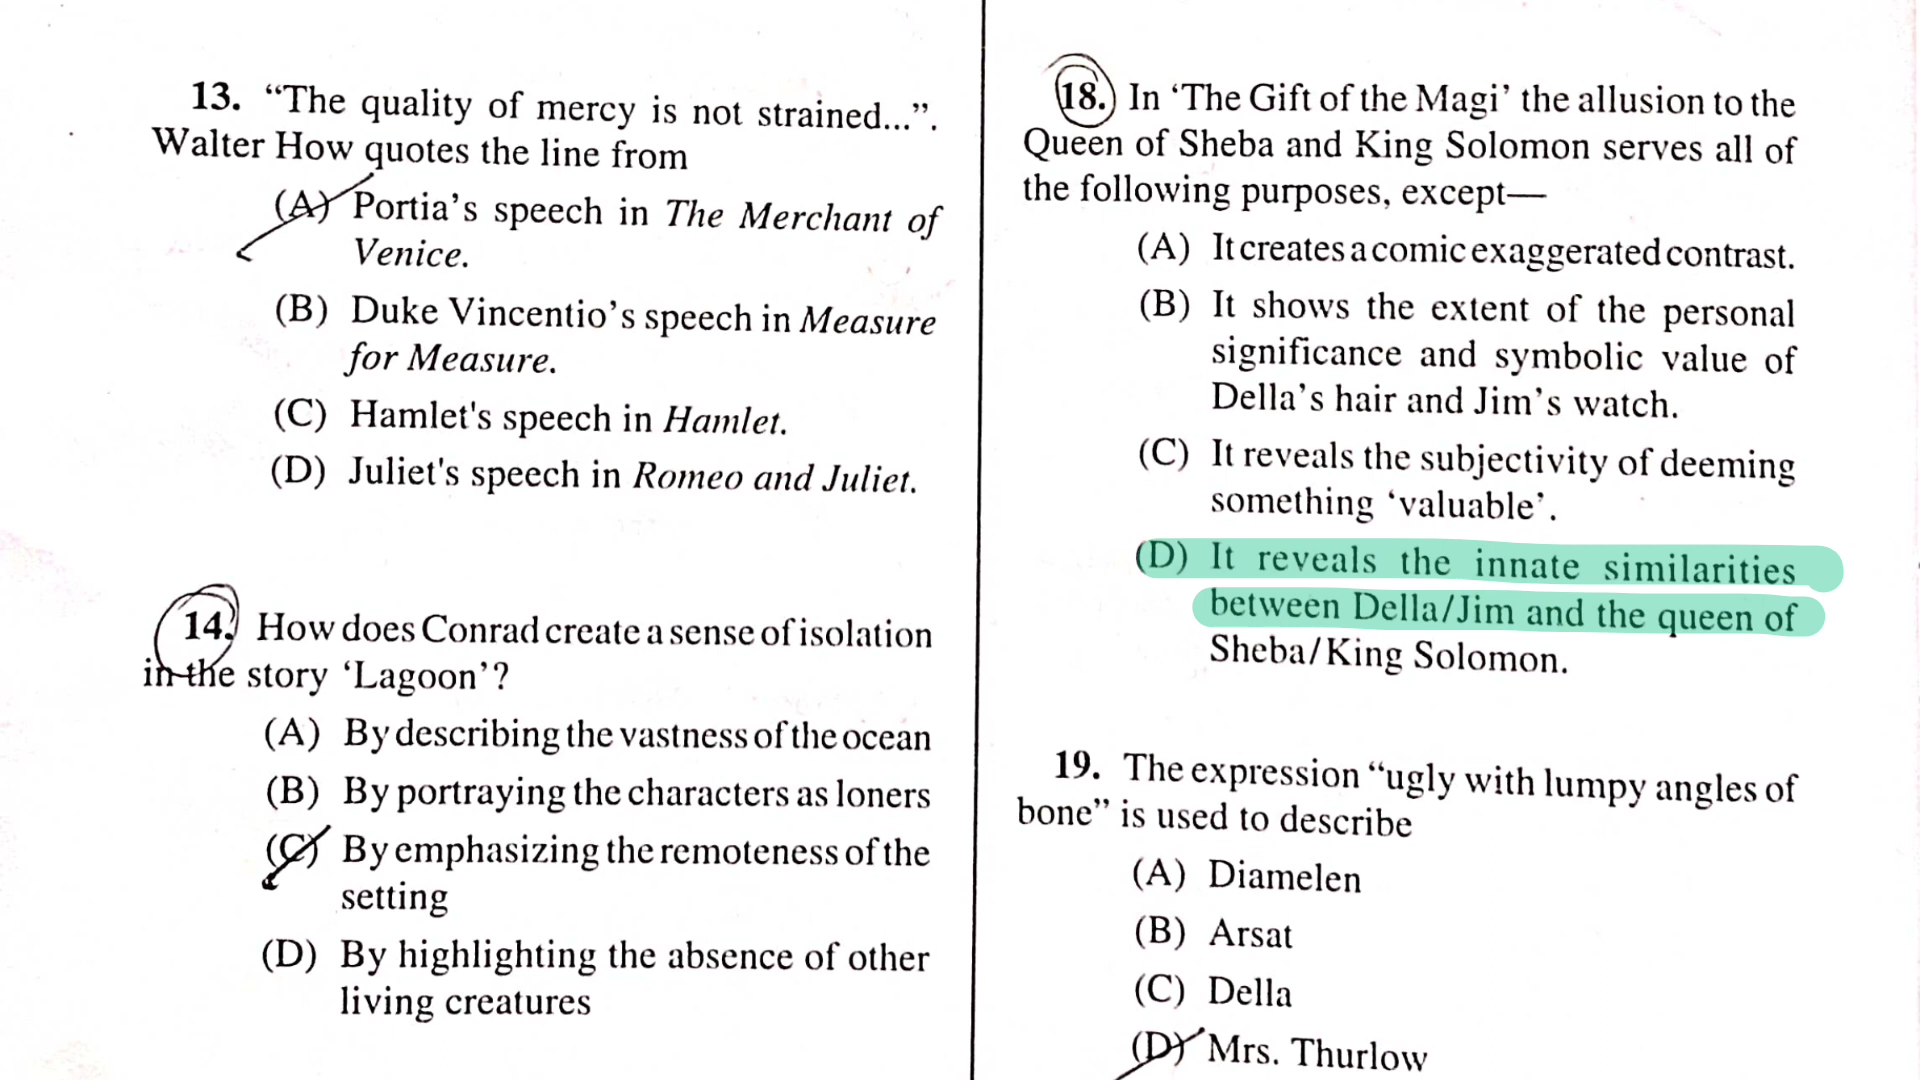 13. “The quality of mercy is not strained...”.
Walter How quotes the line from
(A) Portia’s speech in The Merchant of
Venice.
(B) Duke Vincentio’s speech in Measure
for Measure.
(C) Hamlet's speech in Hamlet.
(D) Juliet's speech in Romeo and Juliet.
14. How does Conrad create a sense of isolation
in the story ‘Lagoon’?
(A) By describing the vastness of the ocean
(B) By portraying the characters as loners
(C) By emphasizing the remoteness of the
setting
(D) By highlighting the absence of other
living creatures
18. In ‘The Gift of the Magi’ the allusion to the
Queen of Sheba and King Solomon serves all of
the following purposes, except—
(A) It creates a comic exaggerated contrast.
(B) It shows the extent of the personal
significance and symbolic value of
Della’s hair and Jim’s watch.
(C) It reveals the subjectivity of deeming
something ‘valuable’.
(D) It reveals the innate similarities
between Della/Jim and the queen of
Sheba/King Solomon.
19. The expression “ugly with lumpy angles of
bone” is used to describe
(A) Diamelen
(B) Arsat
(C) Della
(D) Mrs. Thurlow